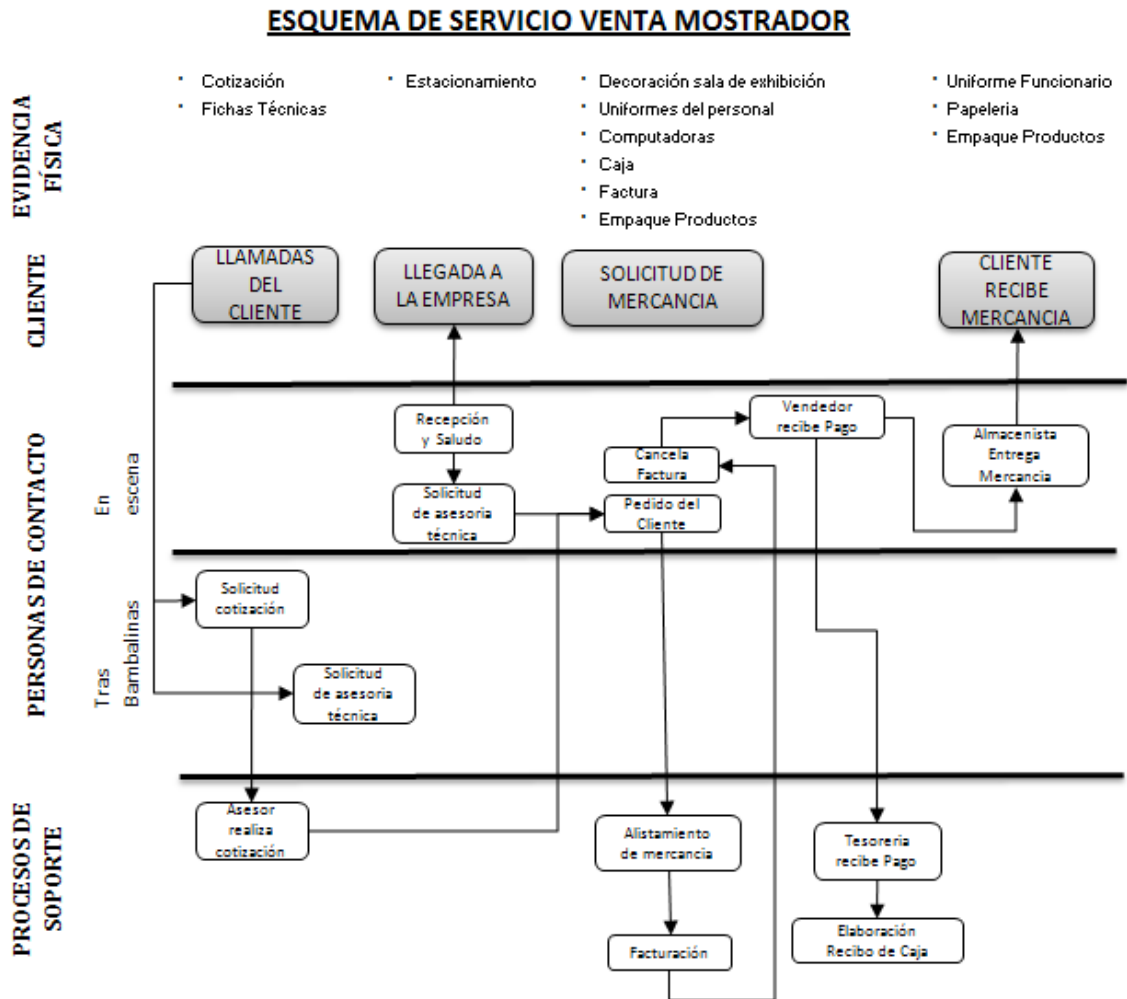 ESQUEMA DE SERVICIO VENTA MOSTRADOR
EVIDENCIA
FÍSICA
· Cotización
· Fichas Técnicas
· Estacionamiento
· Decoración sala de exhibición
· Uniformes del personal
· Computadoras
· Caja
· Factura
· Empaque Productos
· Uniforme Funcionario
· Papeleria
· Empaque Productos
CLIENTE
LLAMADAS
DEL
CLIENTE
LLEGADA A
LA EMPRESA
SOLICITUD DE
MERCANCIA
CLIENTE
RECIBE
MERCANCIA
PERSONAS DE CONTACTO
En
escena
Recepción
y Saludo
Solicitud
de asesoria
técnica
Cancela
Factura
Pedido del
Cliente
Vendedor
recibe Pago
Almacenista
Entrega
Mercancia
Tras
Bambalinas
Solicitud
cotización
Solicitud
de asesoria
técnica
PROCESOS DE
SOPORTE
Asesor
realiza
cotización
Alistamiento
de mercancia
Facturación
Tesoreria
recibe Pago
Elaboración
Recibo de Caja